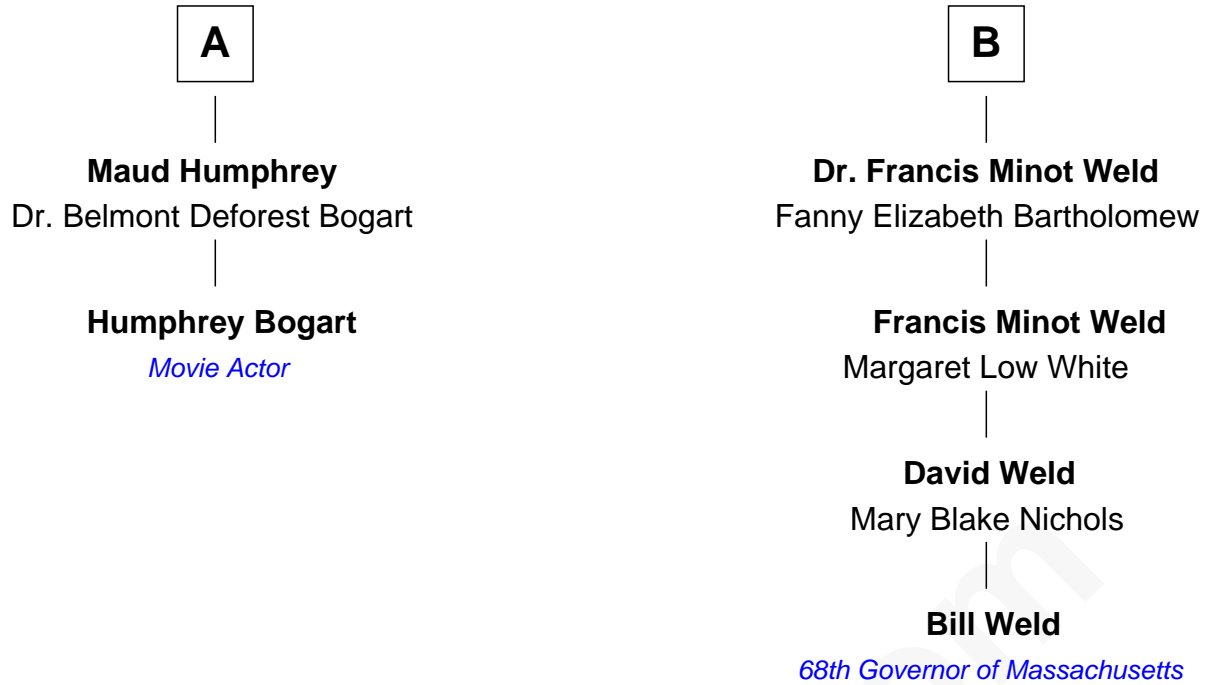 A
Maud Humphrey
Dr. Belmont Deforest Bogart
Humphrey Bogart
Movie Actor
B
Dr. Francis Minot Weld
Fanny Elizabeth Bartholomew
Francis Minot Weld
Margaret Low White
David Weld
Mary Blake Nichols
Bill Weld
68th Governor of Massachusetts